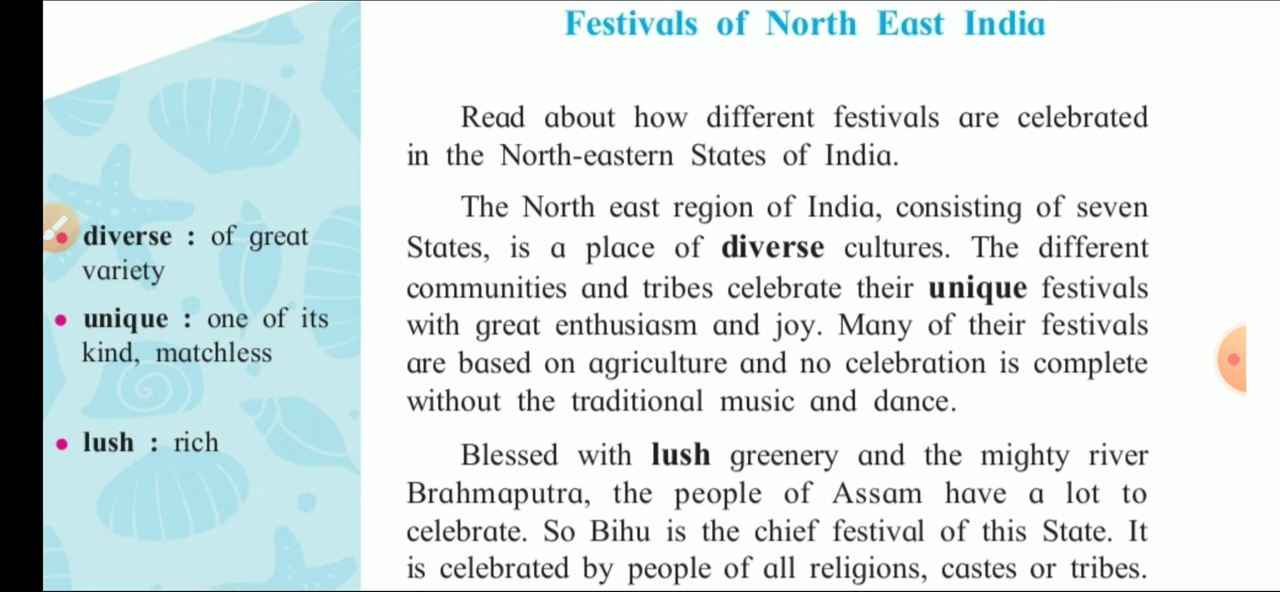 Festivals of North East India
Read about how different festivals are celebrated
in the North-eastern States of India.
The North east region of India, consisting of seven
States, is a place of diverse cultures. The different
communities and tribes celebrate their unique festivals
with great enthusiasm and joy. Many of their festivals
are based on agriculture and no celebration is complete
without the traditional music and dance.
Blessed with lush greenery and the mighty river
Brahmaputra, the people of Assam have a lot to
celebrate. So Bihu is the chief festival of this State. It
is celebrated by people of all religions, castes or tribes.
• diverse : of great
variety
• unique : one of its
kind, matchless
• lush : rich